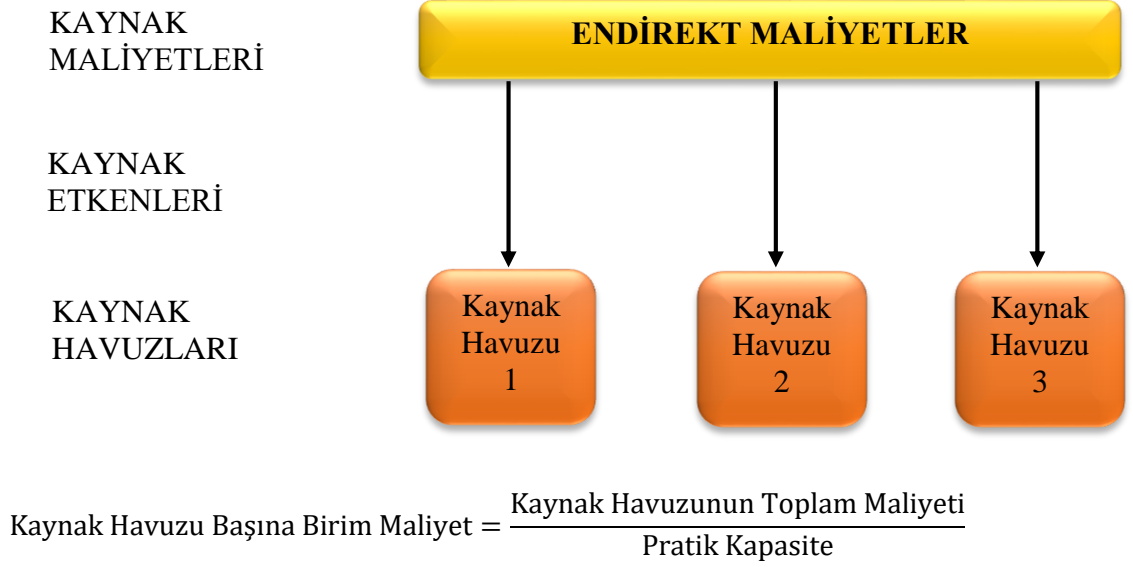 KAYNAK
MALİYETLERİ
ENDİREKT MALİYETLER
KAYNAK
ETKENLERİ
KAYNAK
HAVUZLARI
Kaynak
Havuzu
1
Kaynak
Havuzu
2
Kaynak
Havuzu
3
Kaynak Havuzu Başına Birim Maliyet = Kaynak Havuzunun Toplam Maliyeti
Pratik Kapasite